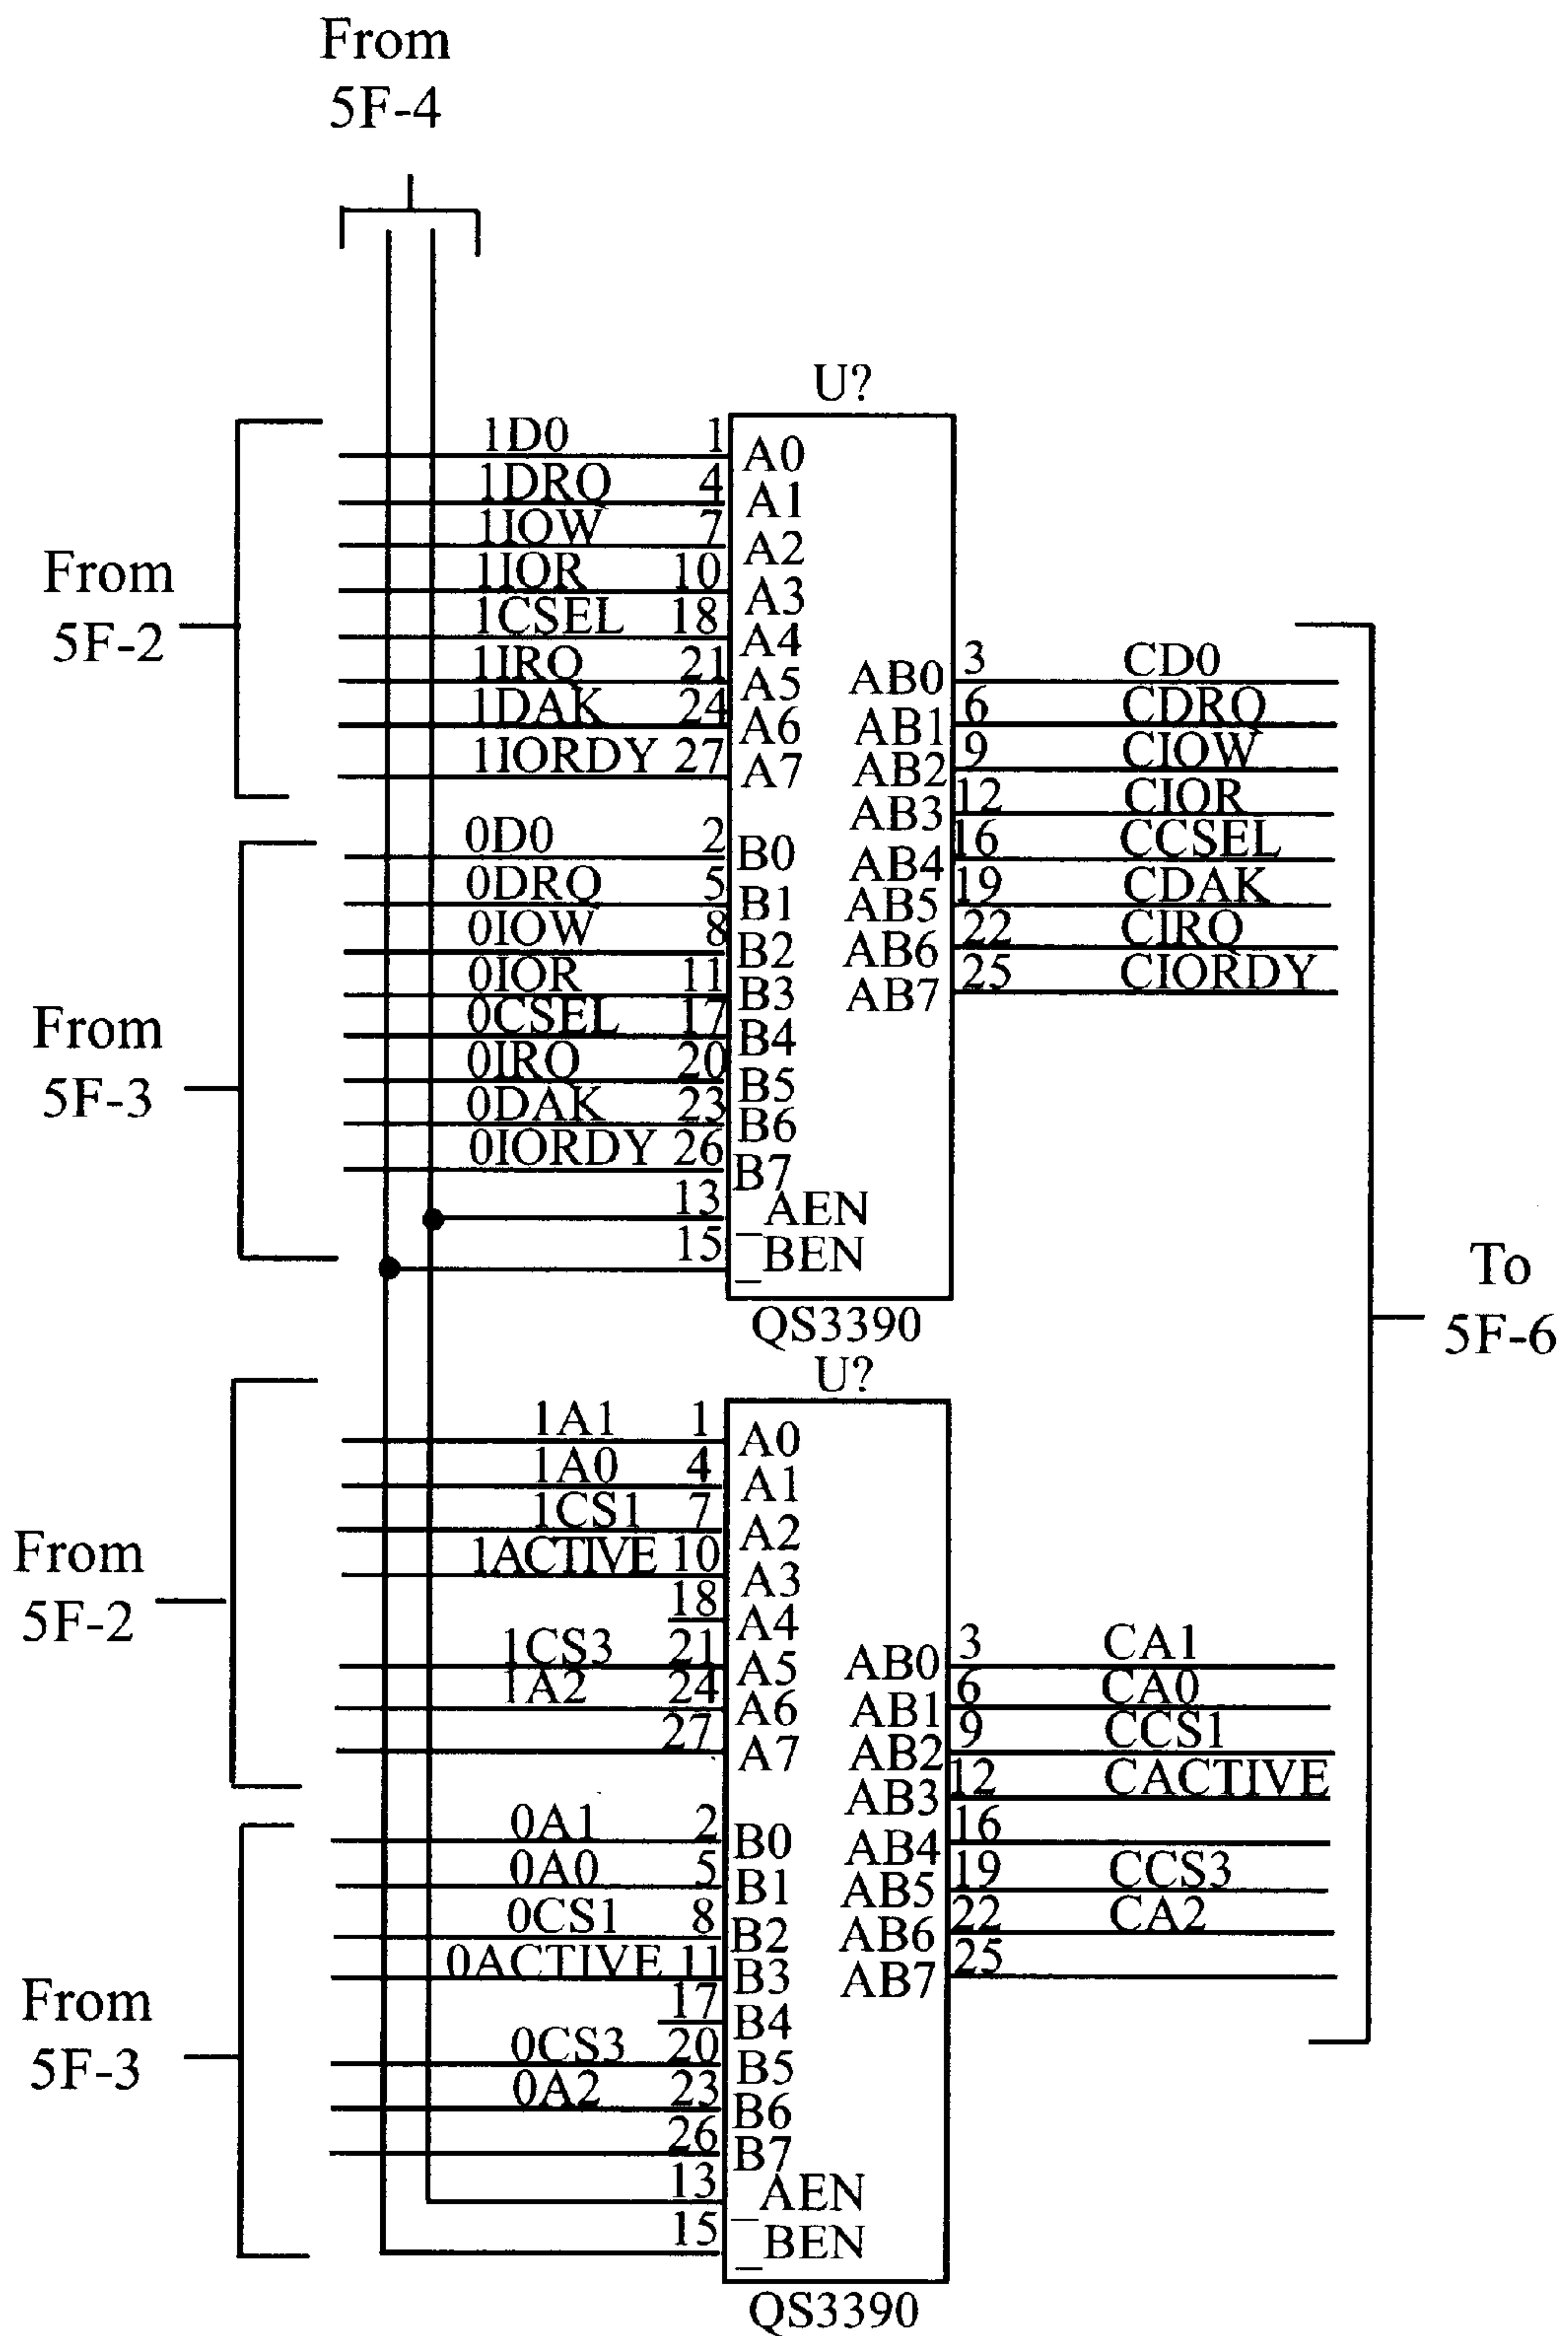 From
5F-4
U?
1D0 1 A0
1DRQ 4 A1
1IOW 7 A2
1IOR 10 A3
1CSEL 18 A4
1IRQ 21 A5
1DAK 24 A6
1IORDY 27 A7
From
5F-2
0D0 2 B0
0DRQ 5 B1
0IOW 8 B2
0IOR 11 B3
0CSEL 17 B4
0IRQ 20 B5
0DAK 23 B6
0IORDY 26 B7
From
5F-3
13 _AEN
15 _BEN
AB0 3 CD0
AB1 6 CDRQ
AB2 9 CIOW
AB3 12 CIOR
AB4 16 CCSEL
AB5 19 CDAK
AB6 22 CIRQ
AB7 25 CIORDY
QS3390
To
5F-6
U?
1A1 1 A0
1A0 4 A1
1CS1 7 A2
1ACTIVE 10 A3
18 A4
1CS3 21 A5
1A2 24 A6
27 A7
From
5F-2
0A1 2 B0
0A0 5 B1
0CS1 8 B2
0ACTIVE 11 B3
17 B4
0CS3 20 B5
0A2 23 B6
26 B7
From
5F-3
13 _AEN
15 _BEN
AB0 3 CA1
AB1 6 CA0
AB2 9 CCS1
AB3 12 CACTIVE
AB4 16
AB5 19 CCS3
AB6 22 CA2
AB7 25
QS3390